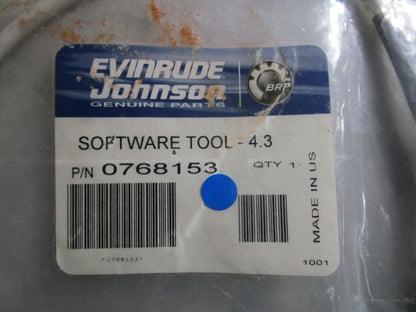 EVINRUDE
Johnson
GENUINE PARTS
BRP
SOFTWARE TOOL - 4.3
P/N 0768153 QTY 1
MADE IN US
*0768153*
1001